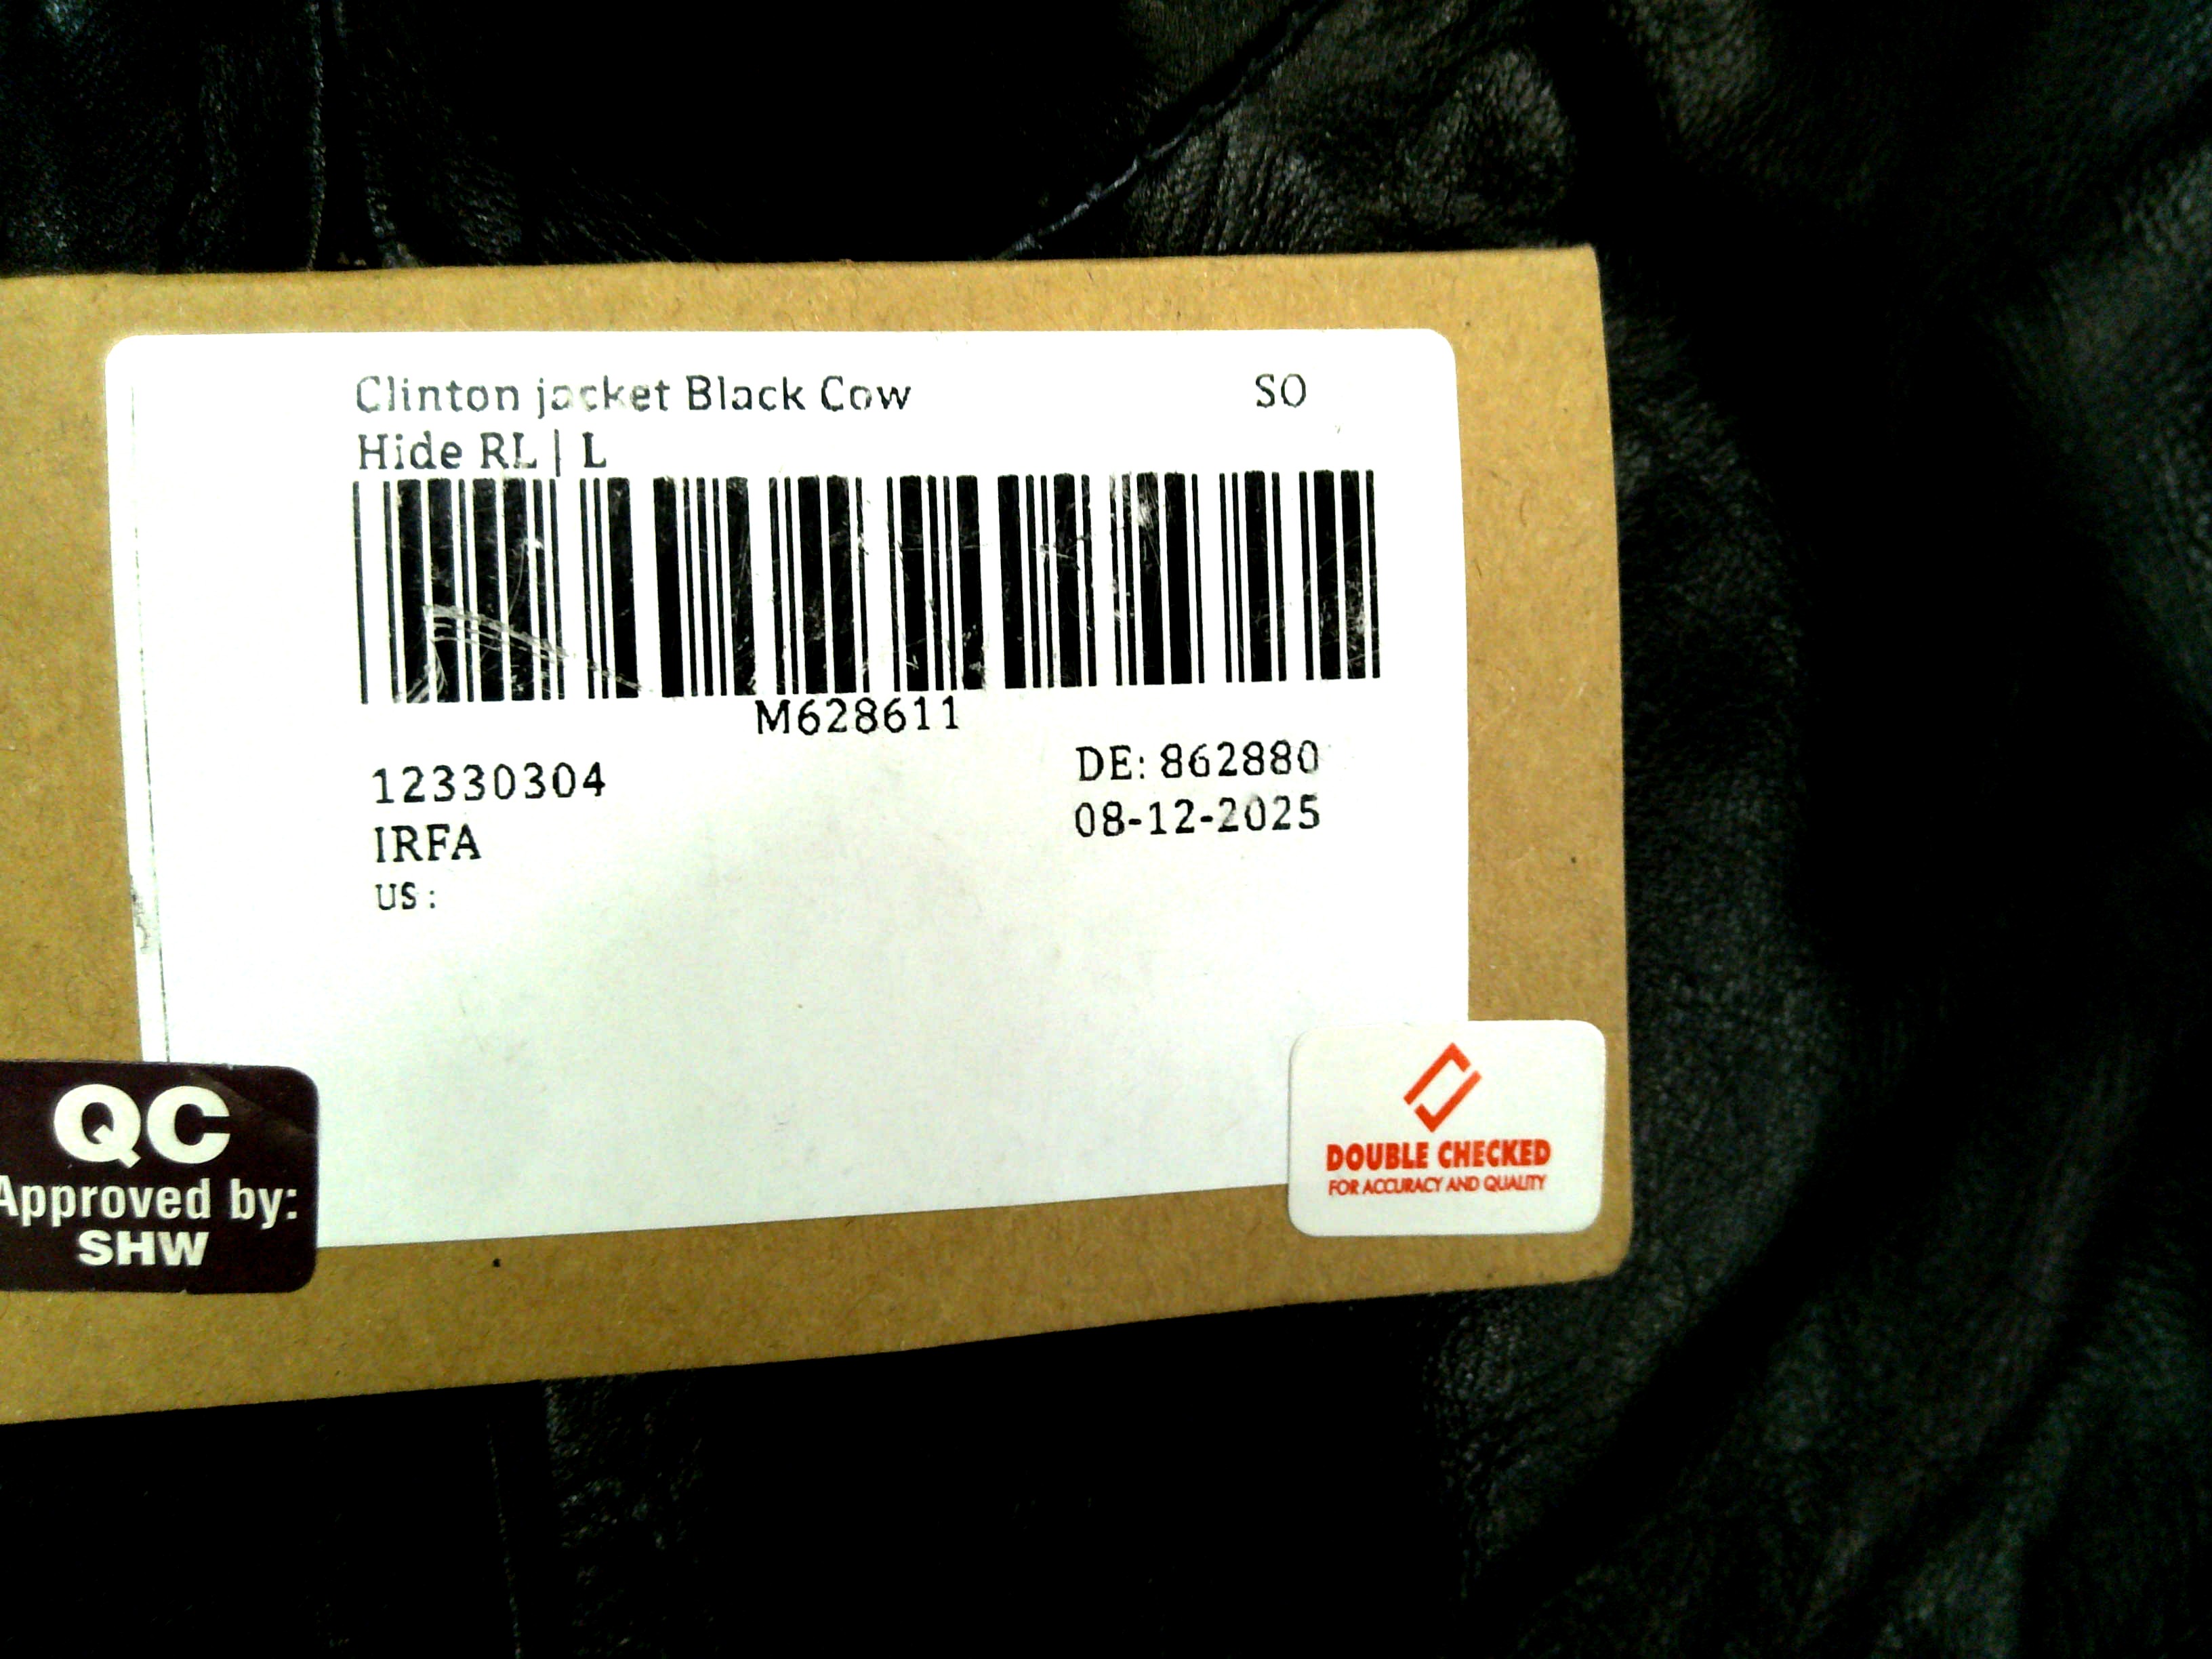 Clinton jacket Black Cow SO
Hide RL | L
M628611
12330304 DE: 862880
IRFA 08-12-2025
US :
QC
Approved by:
SHW
DOUBLE CHECKED
FOR ACCURACY AND QUALITY